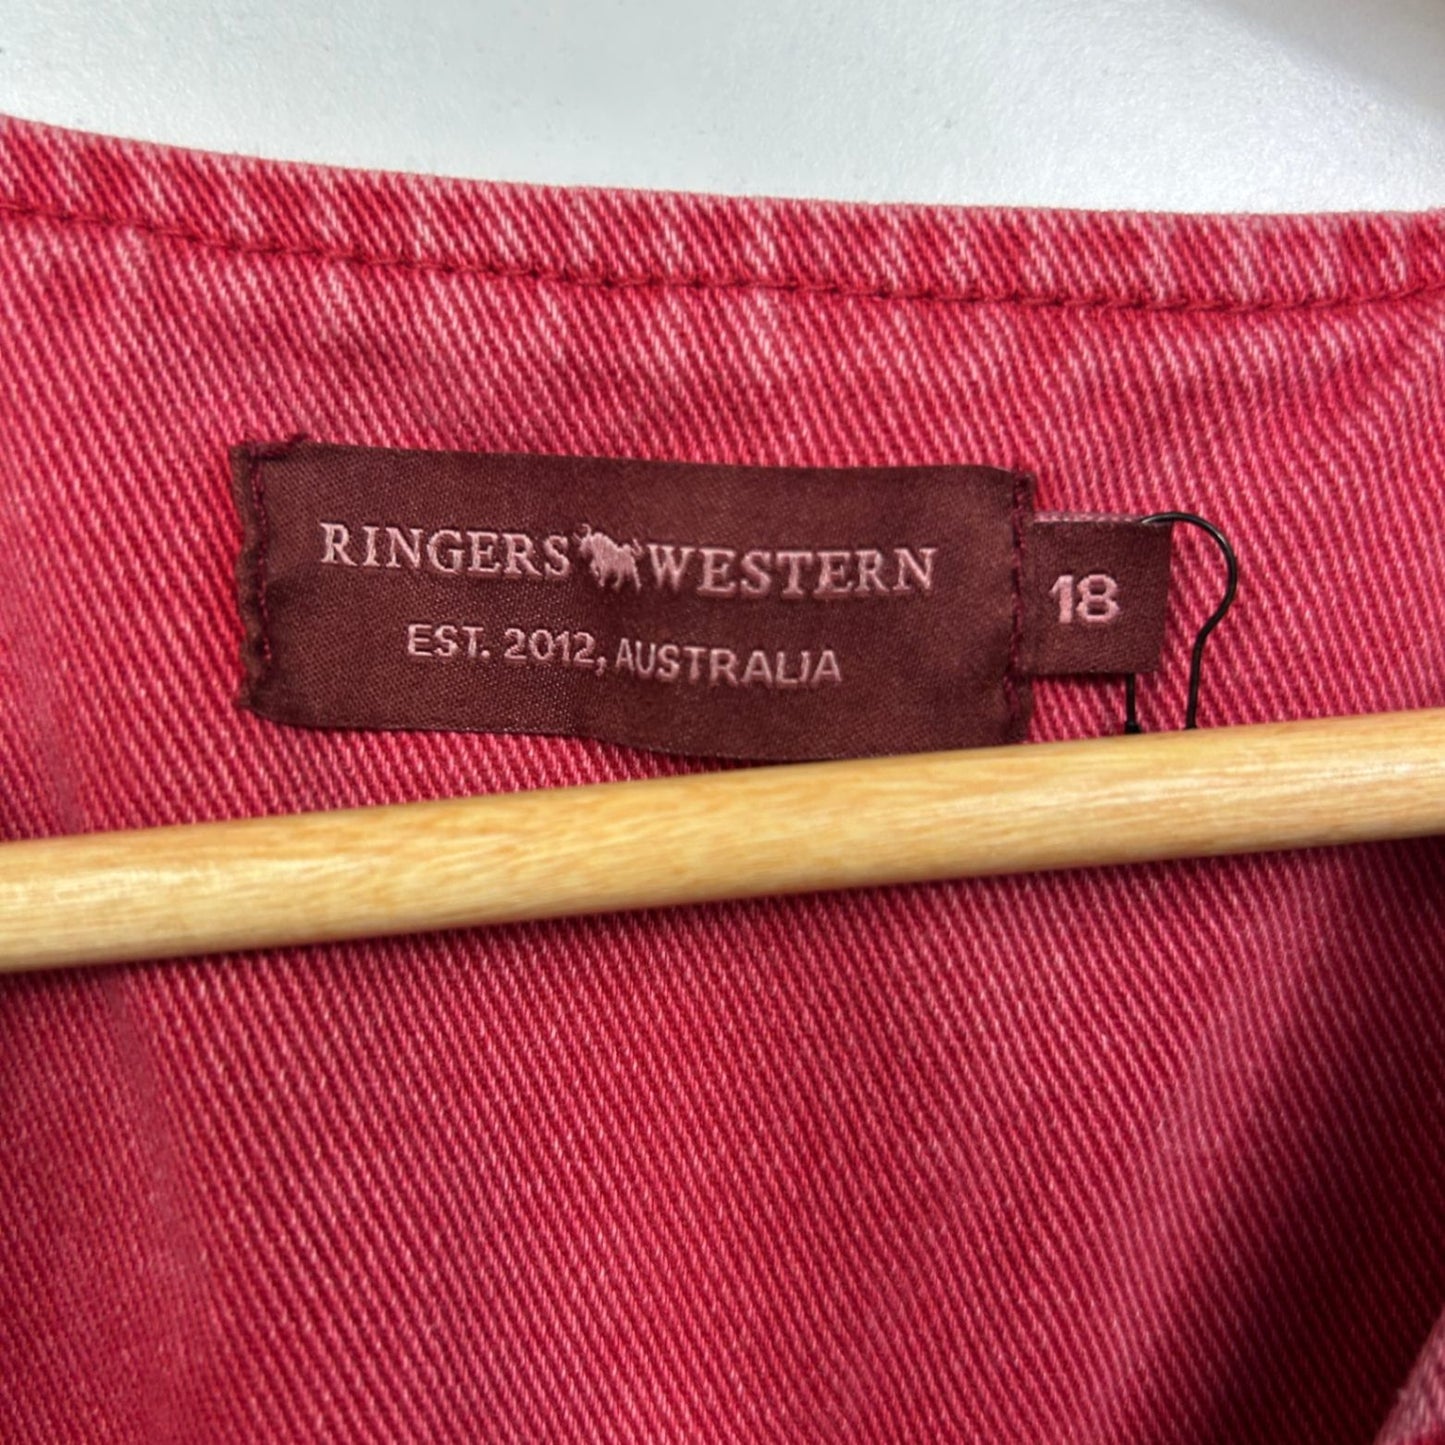 RINGERS WESTERN
EST. 2012, AUSTRALIA
18